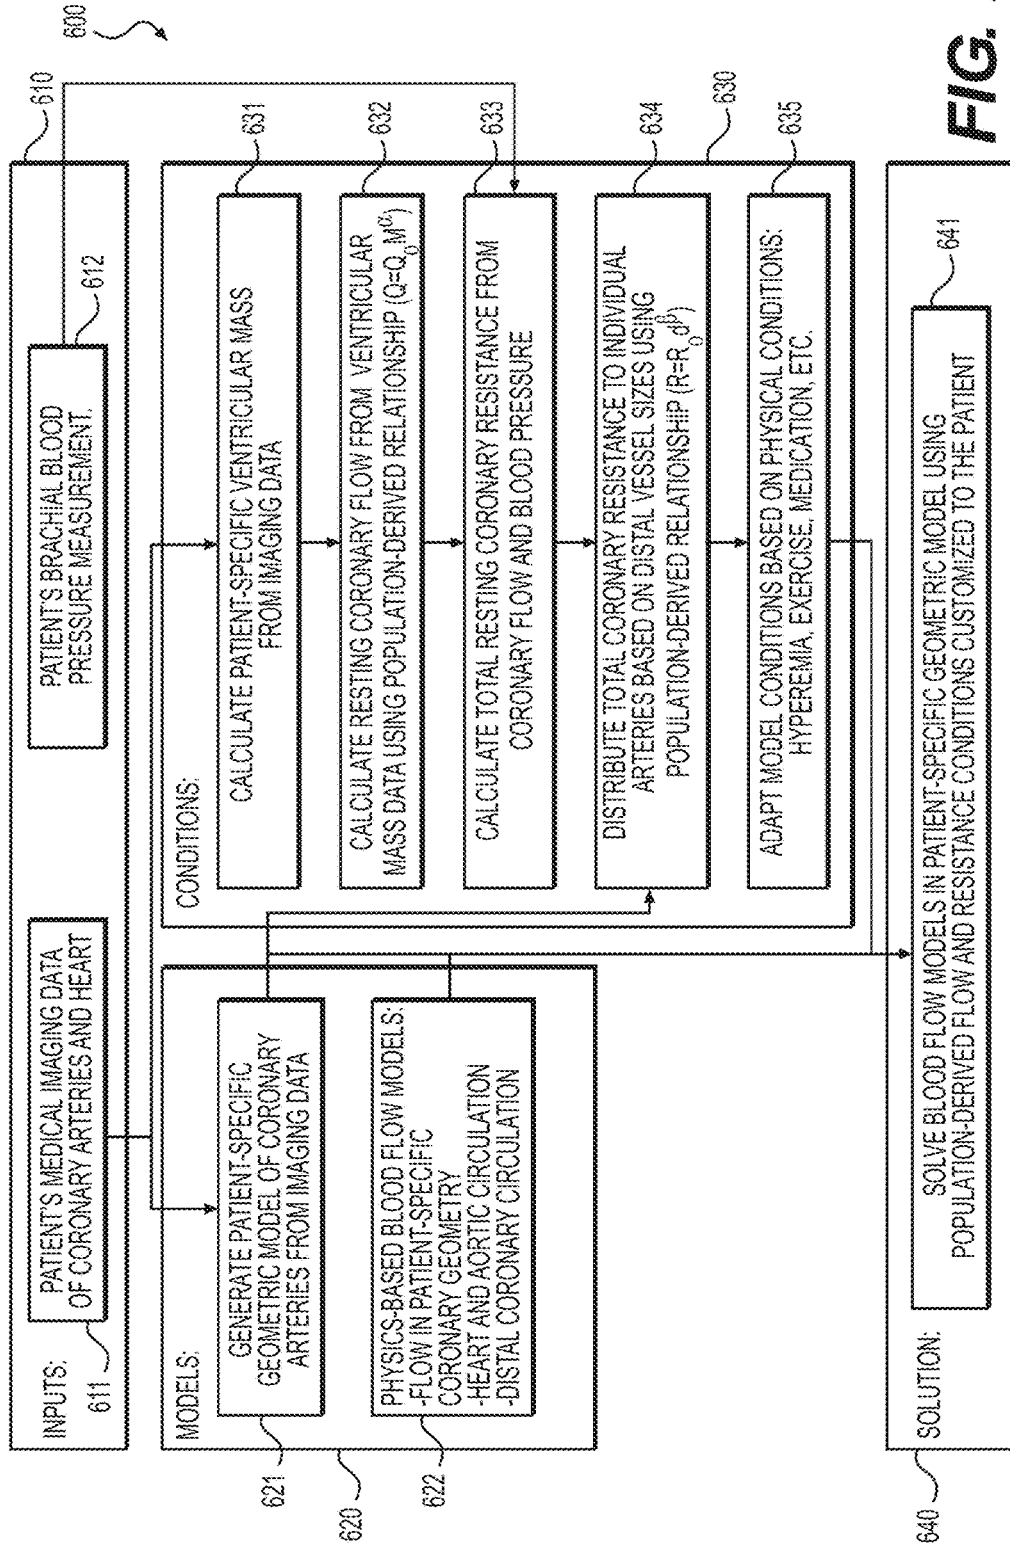 600
610
INPUTS:
PATIENT'S MEDICAL IMAGING DATA
OF CORONARY ARTERIES AND HEART
611
PATIENT'S BRACHIAL BLOOD
PRESSURE MEASUREMENT.
612
MODELS:
GENERATE PATIENT-SPECIFIC
GEOMETRIC MODEL OF CORONARY
ARTERIES FROM IMAGING DATA
621
PHYSICS-BASED BLOOD FLOW MODELS:
-FLOW IN PATIENT-SPECIFIC
CORONARY GEOMETRY
-HEART AND AORTIC CIRCULATION
-DISTAL CORONARY CIRCULATION
622
620
CONDITIONS:
CALCULATE PATIENT-SPECIFIC VENTRICULAR MASS
FROM IMAGING DATA
631
CALCULATE RESTING CORONARY FLOW FROM VENTRICULAR
MASS DATA USING POPULATION-DERIVED RELATIONSHIP (Q=Q₀M^α)
632
CALCULATE TOTAL RESTING CORONARY RESISTANCE FROM
CORONARY FLOW AND BLOOD PRESSURE
633
DISTRIBUTE TOTAL CORONARY RESISTANCE TO INDIVIDUAL
ARTERIES BASED ON DISTAL VESSEL SIZES USING
POPULATION-DERIVED RELATIONSHIP (R=R₀d^β)
634
630
ADAPT MODEL CONDITIONS BASED ON PHYSICAL CONDITIONS:
HYPEREMIA, EXERCISE, MEDICATION, ETC.
635
SOLUTION:
640
SOLVE BLOOD FLOW MODELS IN PATIENT-SPECIFIC GEOMETRIC MODEL USING
POPULATION-DERIVED FLOW AND RESISTANCE CONDITIONS CUSTOMIZED TO THE PATIENT
641
FIG.